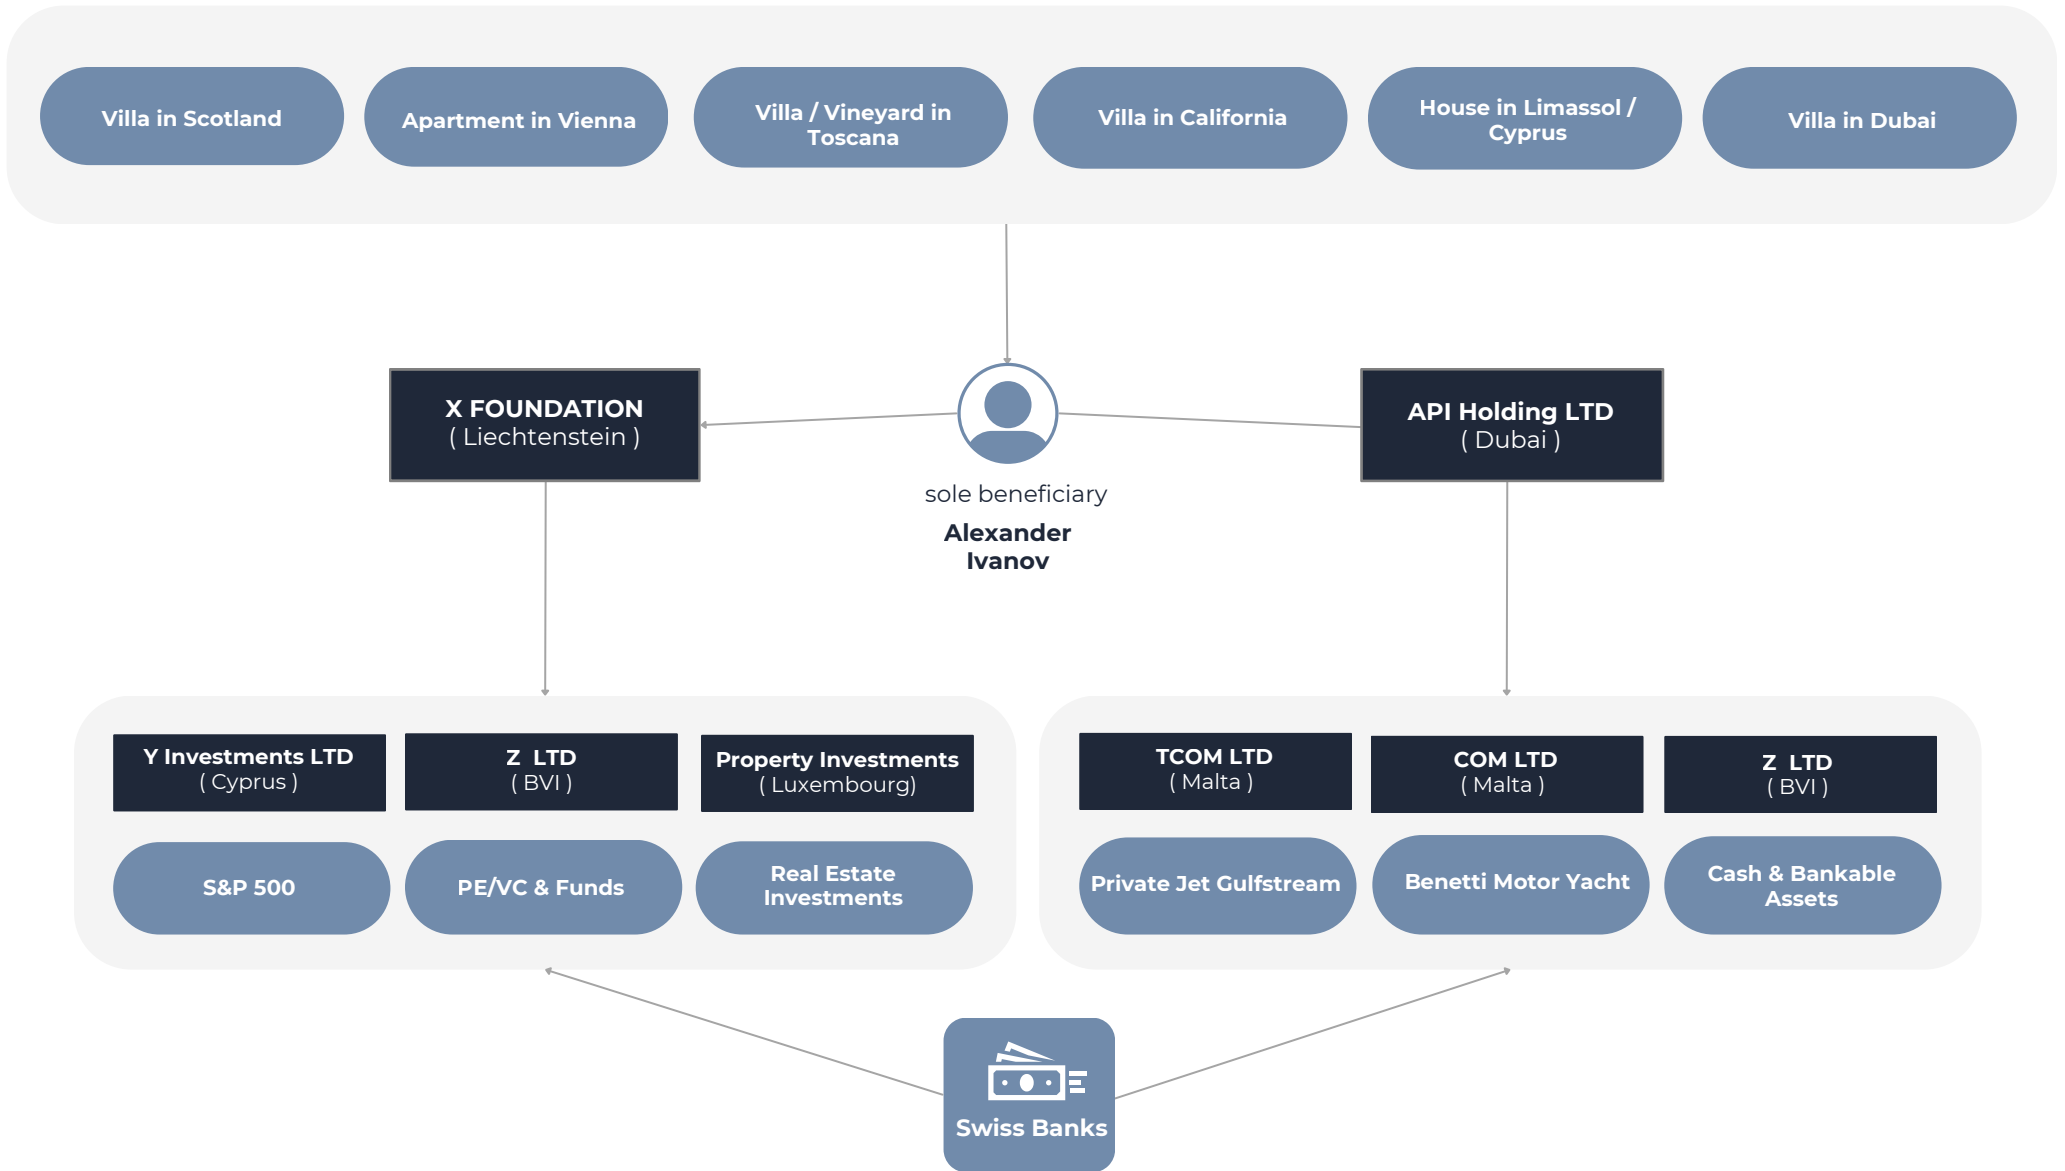 Villa in Scotland
Apartment in Vienna
Villa / Vineyard in
Toscana
Villa in California
House in Limassol /
Cyprus
Villa in Dubai
X FOUNDATION
( Liechtenstein )
sole beneficiary
Alexander
Ivanov
API Holding LTD
( Dubai )
Y Investments LTD
( Cyprus )
Z LTD
( BVI )
Property Investments
( Luxembourg)
S&P 500
PE/VC & Funds
Real Estate
Investments
TCOM LTD
( Malta )
COM LTD
( Malta )
Z LTD
( BVI )
Private Jet Gulfstream
Benetti Motor Yacht
Cash & Bankable
Assets
Swiss Banks